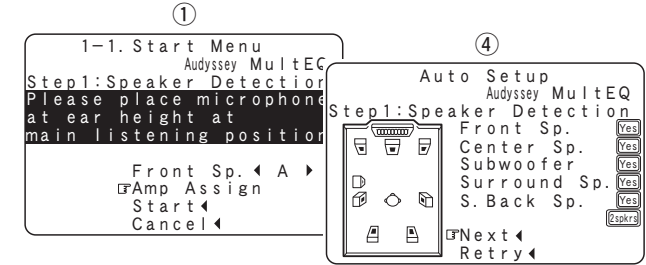 ①
1-1. Start Menu
Audyssey MultEQ
Step1:Speaker Detection
Please place microphone
at ear height at
main listening position
Front Sp. ◀ A ▶
☞Amp Assign
Start◀
Cancel◀
④
Auto Setup
Audyssey MultEQ
Step1:Speaker Detection
Front Sp. Yes
Center Sp. Yes
Subwoofer Yes
Surround Sp. Yes
S.Back Sp. Yes
2spkrs
☞Next◀
Retry◀